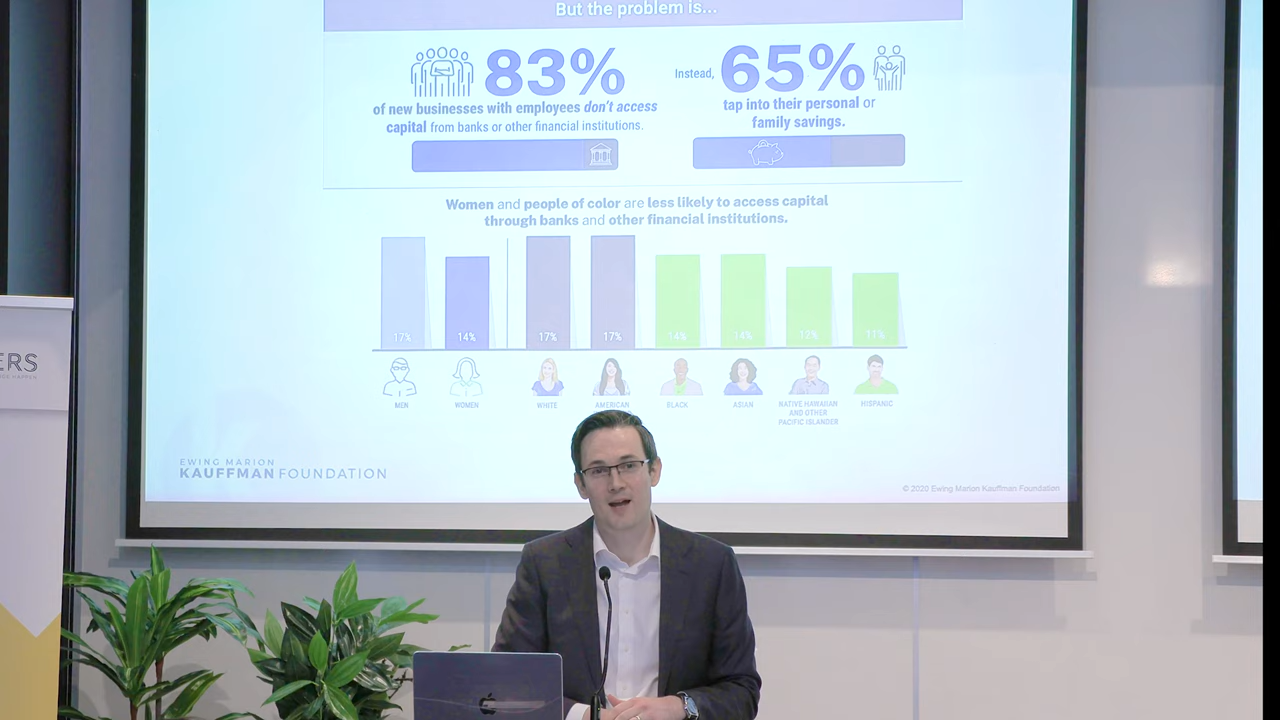 But the problem is...
83%
of new businesses with employees don't access
capital from banks or other financial institutions.
Instead, 65%
tap into their personal or
family savings.
Women and people of color are less likely to access capital
through banks and other financial institutions.
17% 14% 17% 17% 14% 14% 12% 11%
MEN WOMEN WHITE AMERICAN BLACK ASIAN NATIVE HAWAIIAN HISPANIC
AND OTHER
PACIFIC ISLANDER
EWING MARION
KAUFFMAN FOUNDATION
© 2020 Ewing Marion Kauffman Foundation
ERS